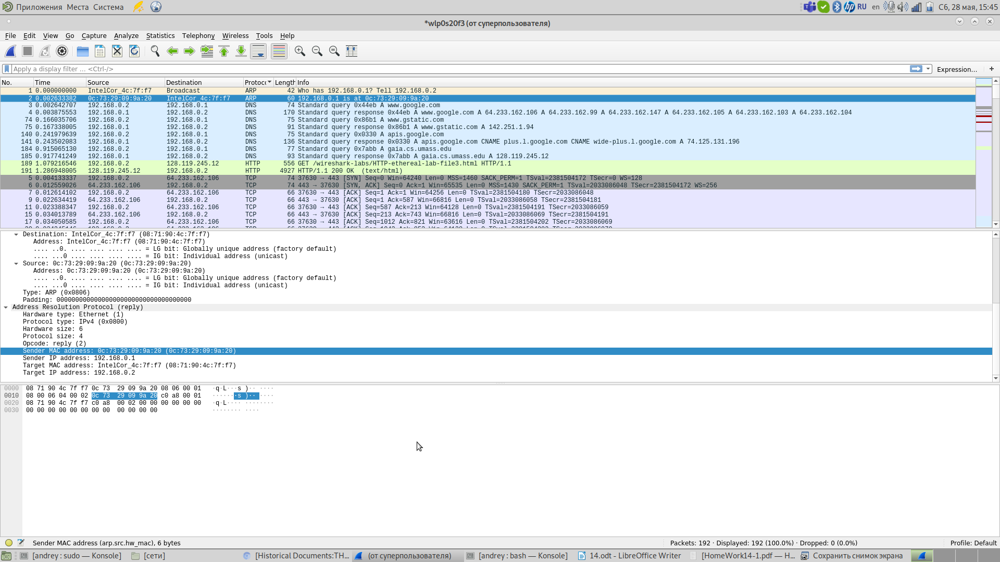 Приложения Места Система RU en Сб, 28 мая, 15:45
*wlp0s20f3 (от суперпользователя)
File Edit View Go Capture Analyze Statistics Telephony Wireless Tools Help
Apply a display filter ... <Ctrl-/> Expression... +
No. Time Source Destination Protoc Length Info
1 0.000000000 IntelCor_4c:7f:f7 Broadcast ARP 42 Who has 192.168.0.1? Tell 192.168.0.2
2 0.002633382 0c:73:29:09:9a:20 IntelCor_4c:7f:f7 ARP 60 192.168.0.1 is at 0c:73:29:09:9a:20
3 0.002642707 192.168.0.2 192.168.0.1 DNS 74 Standard query 0x44eb A www.google.com
4 0.003875553 192.168.0.1 192.168.0.2 DNS 170 Standard query response 0x44eb A www.google.com A 64.233.162.106 A 64.233.162.99 A 64.233.162.147 A 64.233.162.105 A 64.233.162.103 A 64.233.162.104
74 0.166035706 192.168.0.2 192.168.0.1 DNS 75 Standard query 0x86b1 A www.gstatic.com
75 0.167338005 192.168.0.1 192.168.0.2 DNS 91 Standard query response 0x86b1 A www.gstatic.com A 142.251.1.94
140 0.241979639 192.168.0.2 192.168.0.1 DNS 75 Standard query 0x0330 A apis.google.com
141 0.243502083 192.168.0.1 192.168.0.2 DNS 136 Standard query response 0x0330 A apis.google.com CNAME plus.l.google.com CNAME wide-plus.l.google.com A 74.125.131.196
184 0.915065130 192.168.0.2 192.168.0.1 DNS 77 Standard query 0x7abb A gaia.cs.umass.edu
185 0.917741249 192.168.0.1 192.168.0.2 DNS 93 Standard query response 0x7abb A gaia.cs.umass.edu A 128.119.245.12
189 1.079216546 192.168.0.2 128.119.245.12 HTTP 556 GET /wireshark-labs/HTTP-ethereal-lab-file3.html HTTP/1.1
191 1.286948005 128.119.245.12 192.168.0.2 HTTP 4927 HTTP/1.1 200 OK (text/html)
5 0.004133337 192.168.0.2 64.233.162.106 TCP 74 37630 → 443 [SYN] Seq=0 Win=64240 Len=0 MSS=1460 SACK_PERM=1 TSval=2381504172 TSecr=0 WS=128
6 0.012559026 64.233.162.106 192.168.0.2 TCP 74 443 → 37630 [SYN, ACK] Seq=0 Ack=1 Win=65535 Len=0 MSS=1430 SACK_PERM=1 TSval=2033086048 TSecr=2381504172 WS=256
7 0.012614102 192.168.0.2 64.233.162.106 TCP 66 37630 → 443 [ACK] Seq=1 Ack=1 Win=64256 Len=0 TSval=2381504180 TSecr=2033086048
9 0.022634419 64.233.162.106 192.168.0.2 TCP 66 443 → 37630 [ACK] Seq=1 Ack=587 Win=66816 Len=0 TSval=2033086058 TSecr=2381504181
11 0.023388347 192.168.0.2 64.233.162.106 TCP 66 37630 → 443 [ACK] Seq=587 Ack=213 Win=64128 Len=0 TSval=2381504191 TSecr=2033086059
15 0.034013789 64.233.162.106 192.168.0.2 TCP 66 443 → 37630 [ACK] Seq=213 Ack=743 Win=66816 Len=0 TSval=2033086069 TSecr=2381504191
17 0.034050585 192.168.0.2 64.233.162.106 TCP 66 37630 → 443 [ACK] Seq=1012 Ack=821 Win=63616 Len=0 TSval=2381504202 TSecr=2033086069
Destination: IntelCor_4c:7f:f7 (08:71:90:4c:7f:f7)
Address: IntelCor_4c:7f:f7 (08:71:90:4c:7f:f7)
.... ..0. .... .... .... .... = LG bit: Globally unique address (factory default)
.... ...0 .... .... .... .... = IG bit: Individual address (unicast)
Source: 0c:73:29:09:9a:20 (0c:73:29:09:9a:20)
Address: 0c:73:29:09:9a:20 (0c:73:29:09:9a:20)
.... ..0. .... .... .... .... = LG bit: Globally unique address (factory default)
.... ...0 .... .... .... .... = IG bit: Individual address (unicast)
Type: ARP (0x0806)
Padding: 000000000000000000000000000000000000
Address Resolution Protocol (reply)
Hardware type: Ethernet (1)
Protocol type: IPv4 (0x0800)
Hardware size: 6
Protocol size: 4
Opcode: reply (2)
Sender MAC address: 0c:73:29:09:9a:20 (0c:73:29:09:9a:20)
Sender IP address: 192.168.0.1
Target MAC address: IntelCor_4c:7f:f7 (08:71:90:4c:7f:f7)
Target IP address: 192.168.0.2
0000 08 71 90 4c 7f f7 0c 73 29 09 9a 20 08 06 00 01 ·q·L···s )·· ····
0010 08 00 06 04 00 02 0c 73 29 09 9a 20 c0 a8 00 01 ·······s )·· ····
0020 08 71 90 4c 7f f7 c0 a8 00 02 00 00 00 00 00 00 ·q·L···· ········
0030 00 00 00 00 00 00 00 00 00 00 00 00 ········ ····
Sender MAC address (arp.src.hw_mac), 6 bytes Packets: 192 · Displayed: 192 (100.0%) · Dropped: 0 (0.0%) Profile: Default
[andrey : sudo — Konsole] [сети] [Historical Documents:TH... (от суперпользователя) [andrey : bash — Konsole] 14.odt - LibreOffice Writer [HomeWork14-1.pdf — H... Сохранить снимок экрана